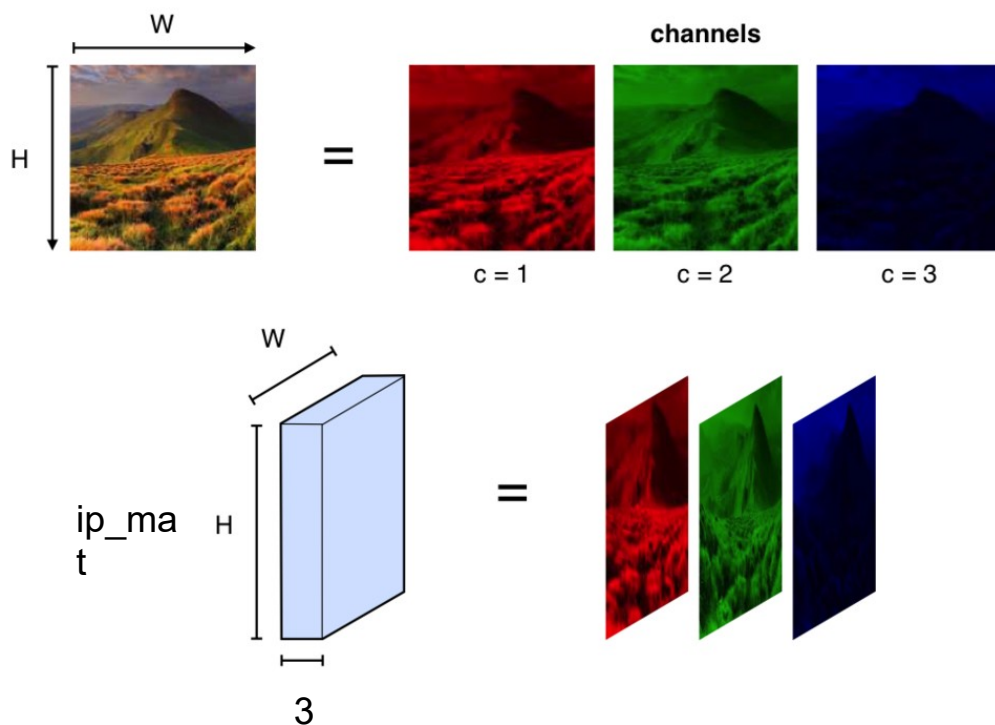 W
channels
H
=
c = 1
c = 2
c = 3
W
ip_ma
t
H
=
3